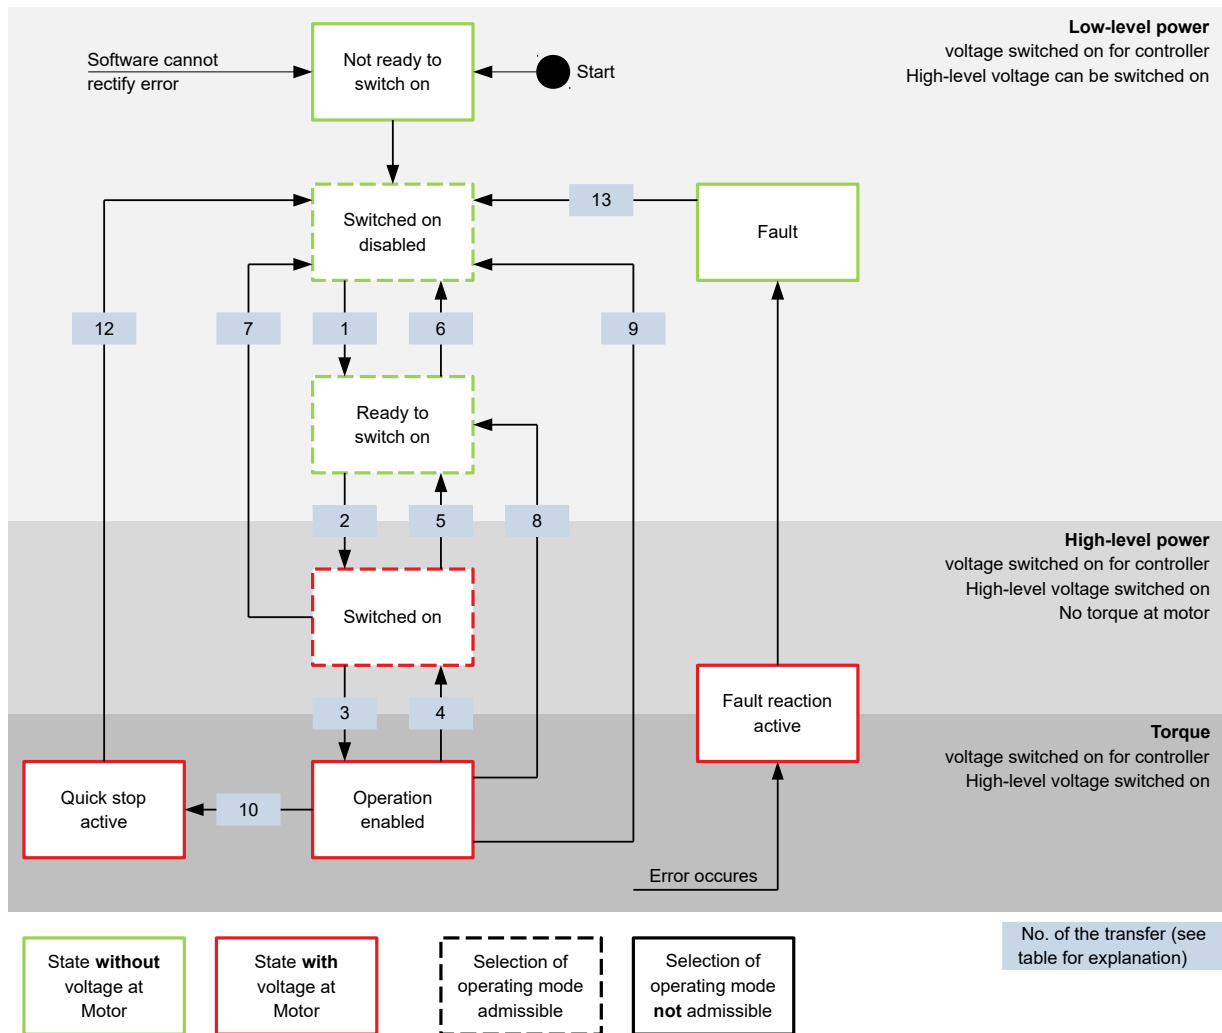 Low-level power
voltage switched on for controller
High-level voltage can be switched on
Software cannot
rectify error
Not ready to
switch on
Start
Switched on
disabled
13
Fault
12
7
1
6
9
Ready to
switch on
2
5
8
High-level power
voltage switched on for controller
High-level voltage switched on
No torque at motor
Switched on
3
4
Fault reaction
active
Torque
voltage switched on for controller
High-level voltage switched on
Quick stop
active
10
Operation
enabled
Error occures
State without
voltage at
Motor
State with
voltage at
Motor
Selection of
operating mode
admissible
Selection of
operating mode
not admissible
No. of the transfer (see
table for explanation)